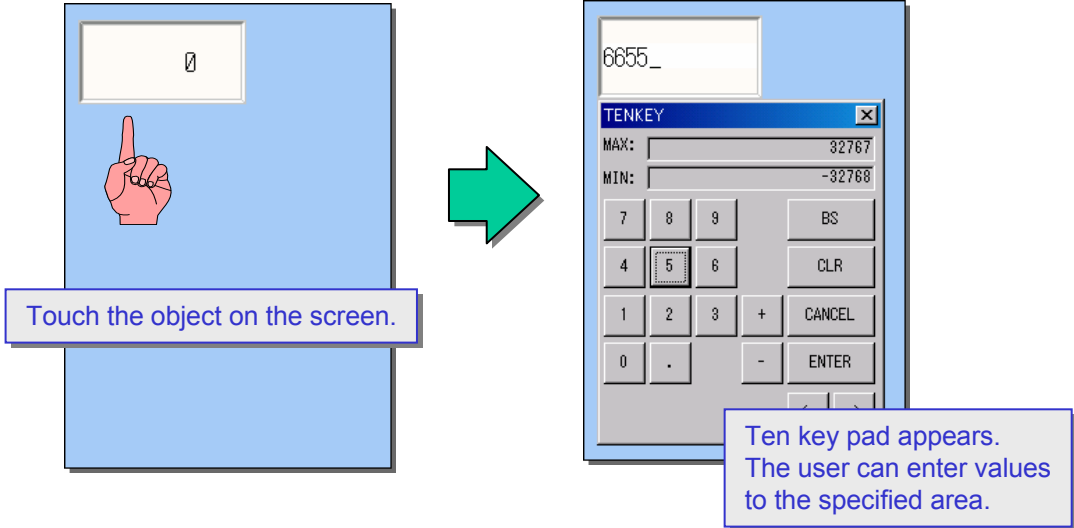 0
Touch the object on the screen.
6655_
TENKEY
MAX: 32767
MIN: -32768
7 8 9 BS
4 5 6 CLR
1 2 3 + CANCEL
0 . - ENTER
Ten key pad appears.
The user can enter values
to the specified area.